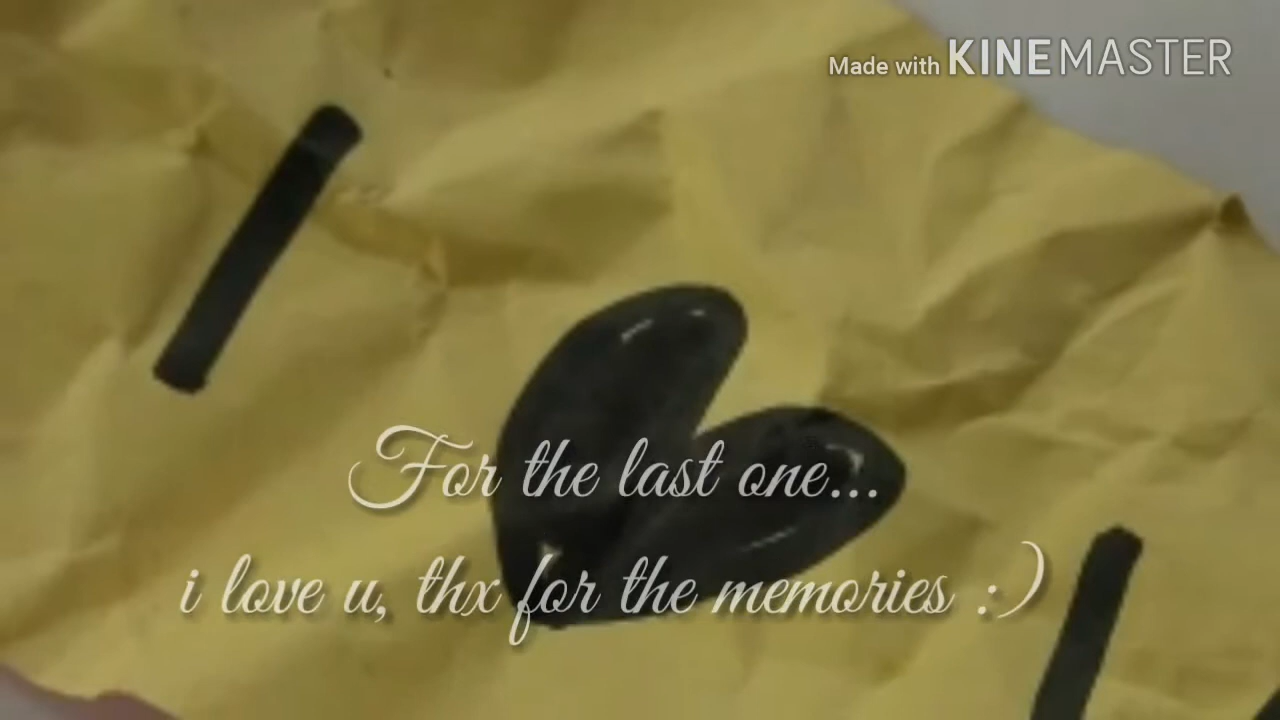 Made with KINEMASTER
I
For the last one...
i love u, thx for the memories :)